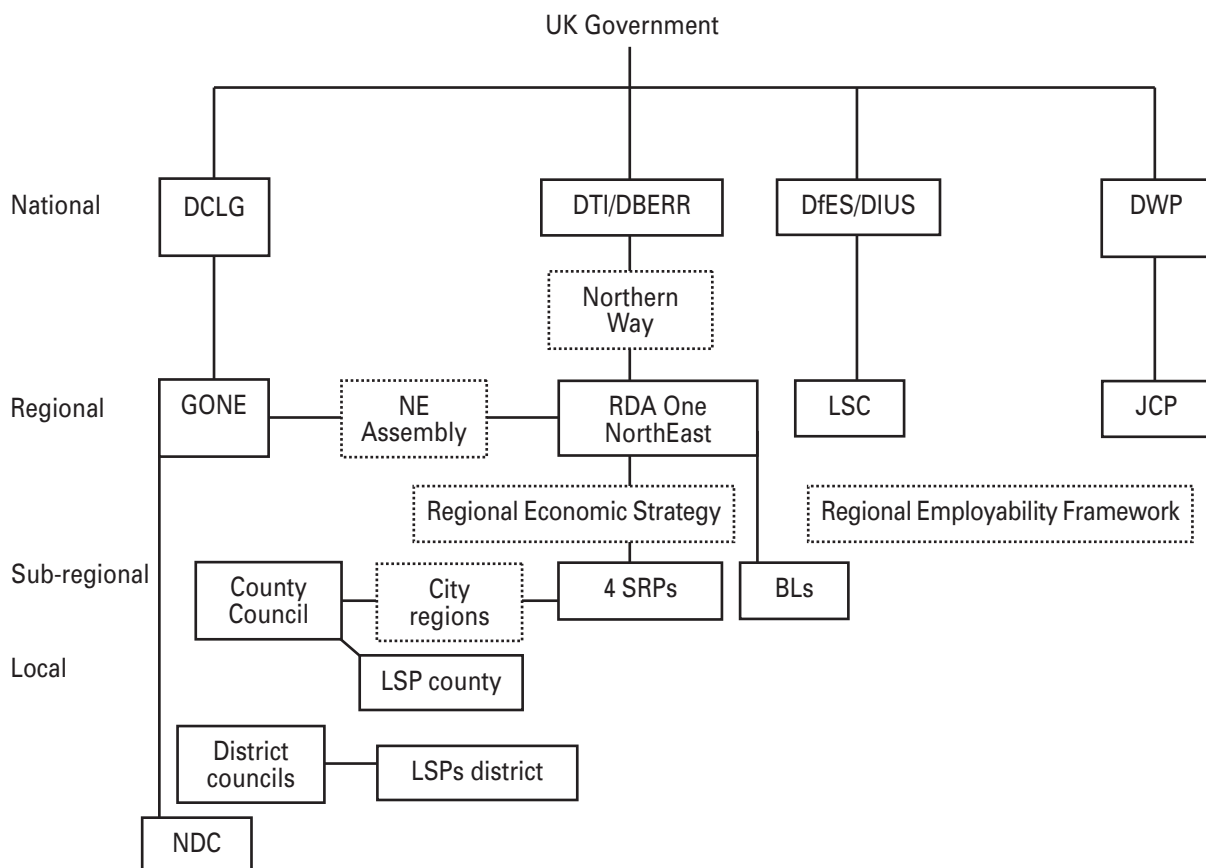 UK Government
National
DCLG
DTI/DBERR
DfES/DIUS
DWP
Northern
Way
Regional
GONE
NE
Assembly
RDA One
NorthEast
LSC
JCP
Regional Economic Strategy
Regional Employability Framework
Sub-regional
County
Council
City
regions
4 SRPs
BLs
Local
LSP county
District
councils
LSPs district
NDC